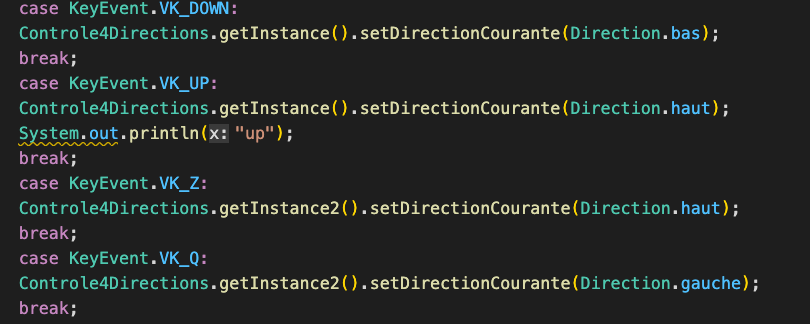 case KeyEvent.VK_DOWN:
Controle4Directions.getInstance().setDirectionCourante(Direction.bas);
break;
case KeyEvent.VK_UP:
Controle4Directions.getInstance().setDirectionCourante(Direction.haut);
System.out.println(x: "up");
break;
case KeyEvent.VK_Z:
Controle4Directions.getInstance2().setDirectionCourante(Direction.haut);
break;
case KeyEvent.VK_Q:
Controle4Directions.getInstance2().setDirectionCourante(Direction.gauche);
break;